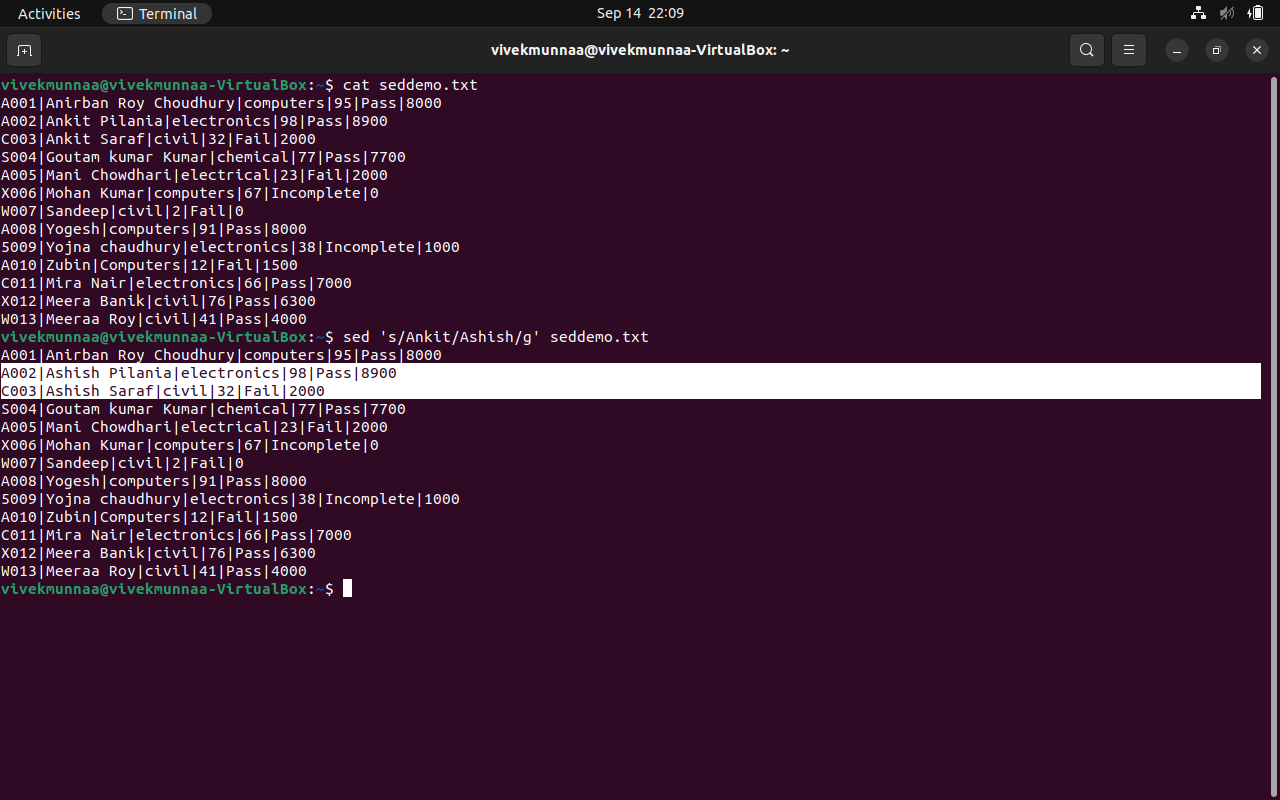 Activities Terminal Sep 14 22:09
vivekmunnaa@vivekmunnaa-VirtualBox: ~
vivekmunnaa@vivekmunnaa-VirtualBox:~$ cat seddemo.txt
A001|Anirban Roy Choudhury|computers|95|Pass|8000
A002|Ankit Pilania|electronics|98|Pass|8900
C003|Ankit Saraf|civil|32|Fail|2000
S004|Goutam kumar Kumar|chemical|77|Pass|7700
A005|Mani Chowdhari|electrical|23|Fail|2000
X006|Mohan Kumar|computers|67|Incomplete|0
W007|Sandeep|civil|2|Fail|0
A008|Yogesh|computers|91|Pass|8000
5009|Yojna chaudhury|electronics|38|Incomplete|1000
A010|Zubin|Computers|12|Fail|1500
C011|Mira Nair|electronics|66|Pass|7000
X012|Meera Banik|civil|76|Pass|6300
W013|Meeraa Roy|civil|41|Pass|4000
vivekmunnaa@vivekmunnaa-VirtualBox:~$ sed 's/Ankit/Ashish/g' seddemo.txt
A001|Anirban Roy Choudhury|computers|95|Pass|8000
A002|Ashish Pilania|electronics|98|Pass|8900
C003|Ashish Saraf|civil|32|Fail|2000
S004|Goutam kumar Kumar|chemical|77|Pass|7700
A005|Mani Chowdhari|electrical|23|Fail|2000
X006|Mohan Kumar|computers|67|Incomplete|0
W007|Sandeep|civil|2|Fail|0
A008|Yogesh|computers|91|Pass|8000
5009|Yojna chaudhury|electronics|38|Incomplete|1000
A010|Zubin|Computers|12|Fail|1500
C011|Mira Nair|electronics|66|Pass|7000
X012|Meera Banik|civil|76|Pass|6300
W013|Meeraa Roy|civil|41|Pass|4000
vivekmunnaa@vivekmunnaa-VirtualBox:~$